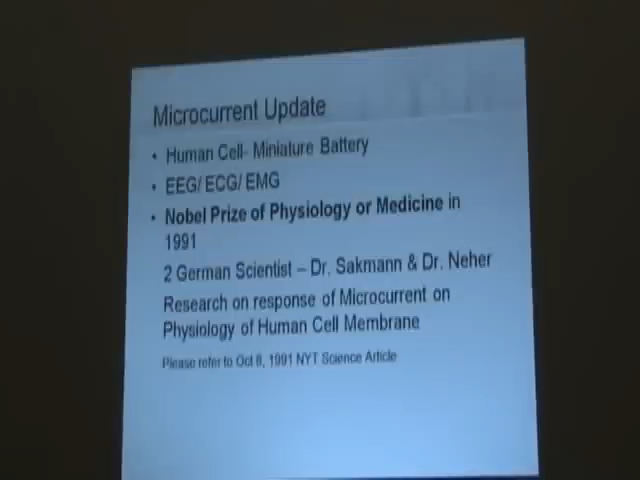 Microcurrent Update
• Human Cell- Miniature Battery
• EEG/ ECG/ EMG
• Nobel Prize of Physiology or Medicine in
1991
2 German Scientist – Dr. Sakmann & Dr. Neher
Research on response of Microcurrent on
Physiology of Human Cell Membrane
Please refer to Oct 8, 1991 NYT Science Article